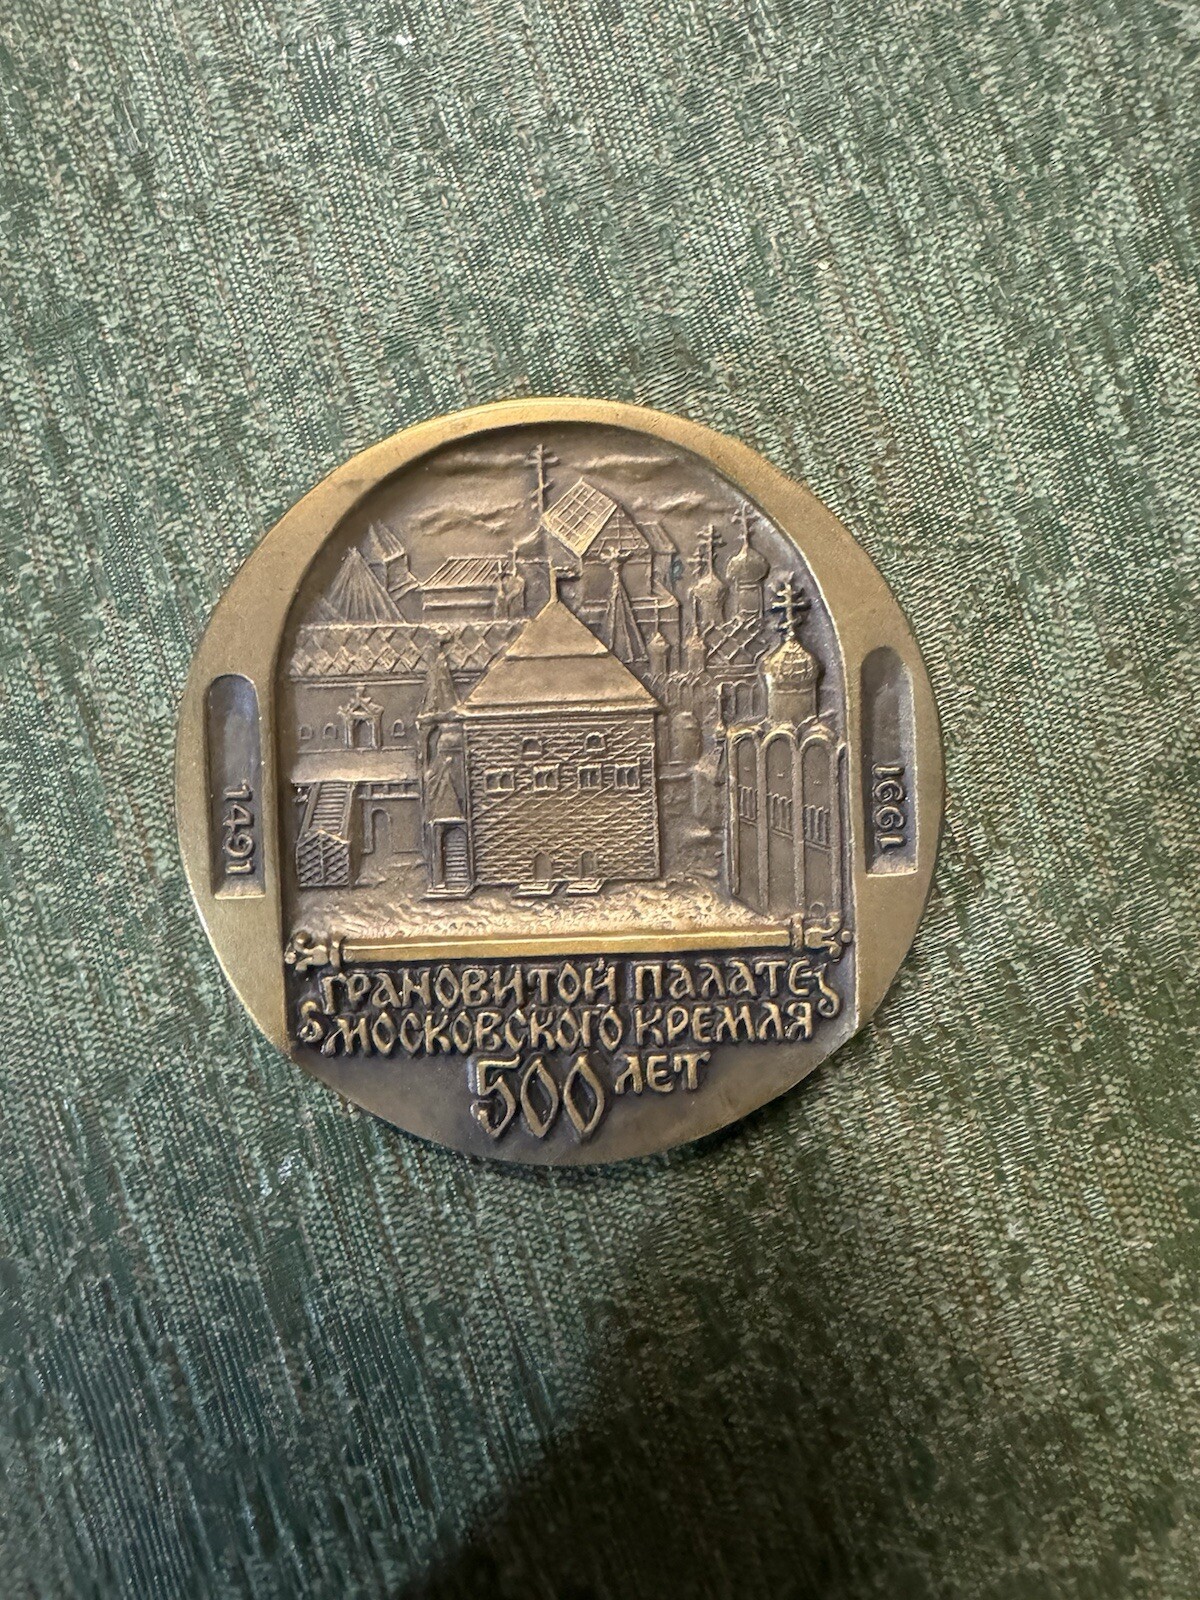 1491
1991
ГРАНОВИТОЙ ПАЛАТЕ
МОСКОВСКОГО КРЕМЛЯ
500 ЛЕТ